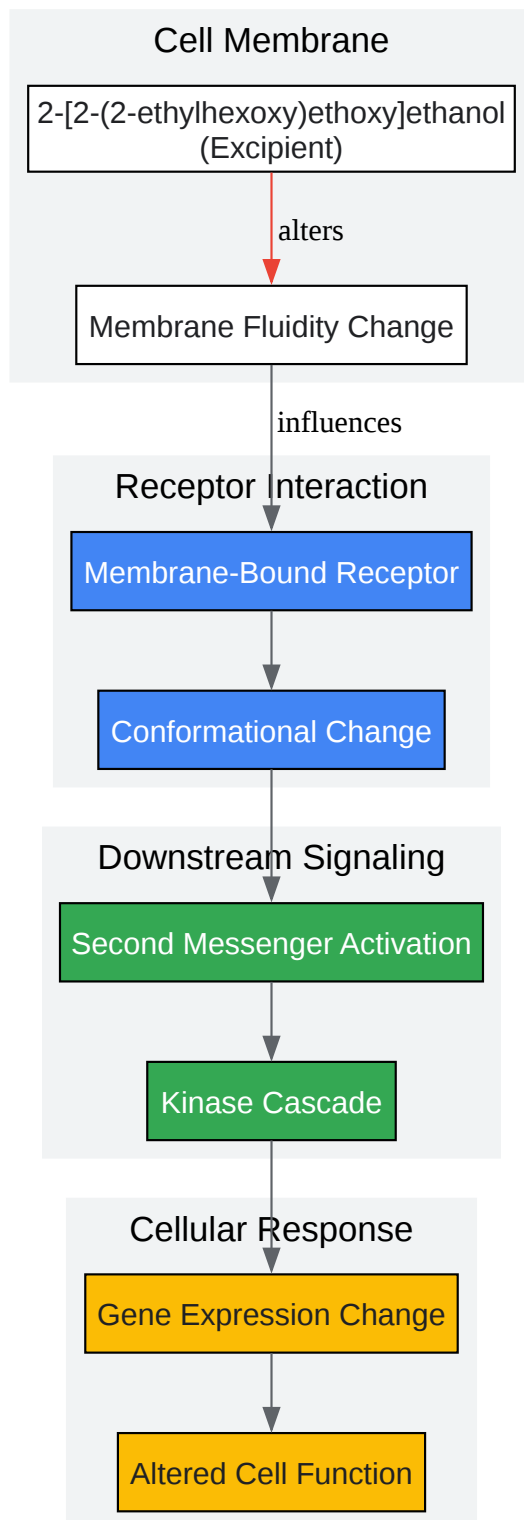 Cell Membrane
2-[2-(2-ethylhexoxy)ethoxy]ethanol
(Excipient)
alters
Membrane Fluidity Change
influences
Receptor Interaction
Membrane-Bound Receptor
Conformational Change
Downstream Signaling
Second Messenger Activation
Kinase Cascade
Cellular Response
Gene Expression Change
Altered Cell Function